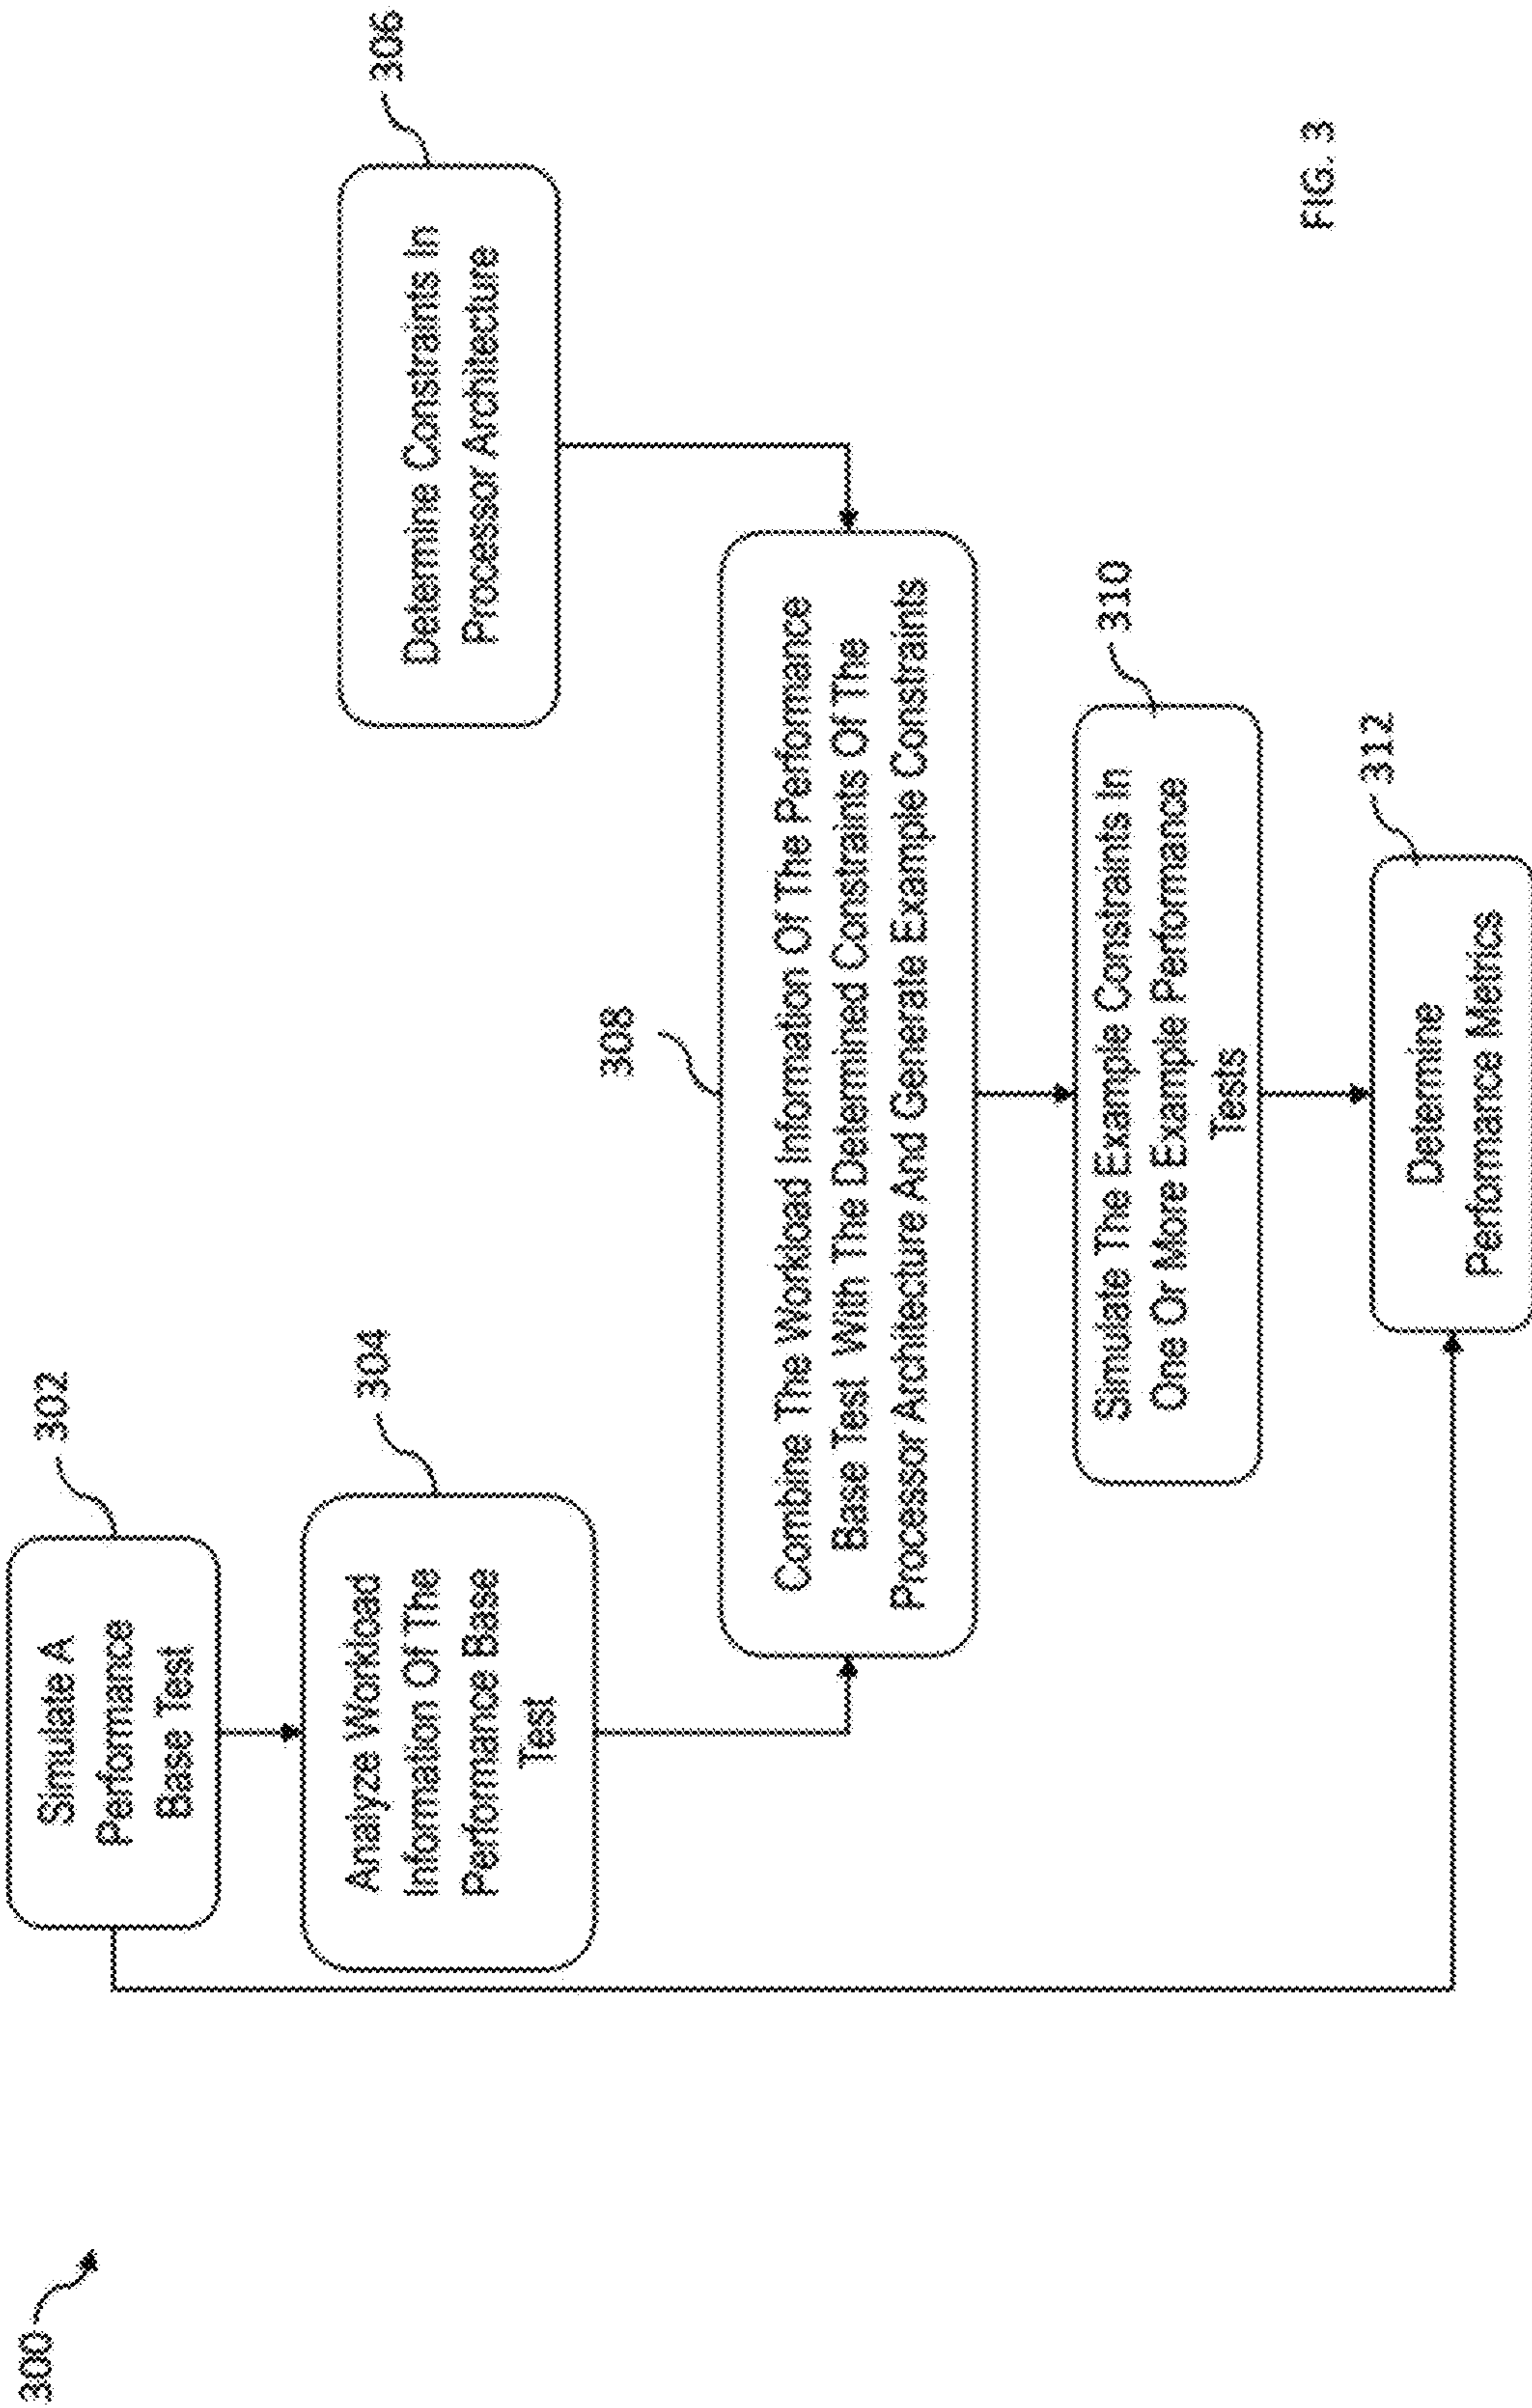 300
302
Simulate A
Performance
Base Test
304
Analyze Workload
Information Of The
Performance Base
Test
306
Determine Constraints In
Processor Architecture
308
Combine The Workload Information Of The Performance
Base Test With The Determined Constraints Of The
Processor Architecture And Generate Example Constraints
310
Simulate The Example Constraints In
One Or More Example Performance
Tests
312
Determine
Performance Metrics
FIG. 3